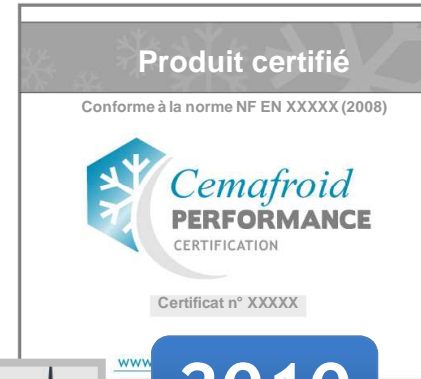 Produit certifié
Conforme à la norme NF EN XXXXX (2008)
Cemafroid
PERFORMANCE
CERTIFICATION
Certificat n° XXXXX
www